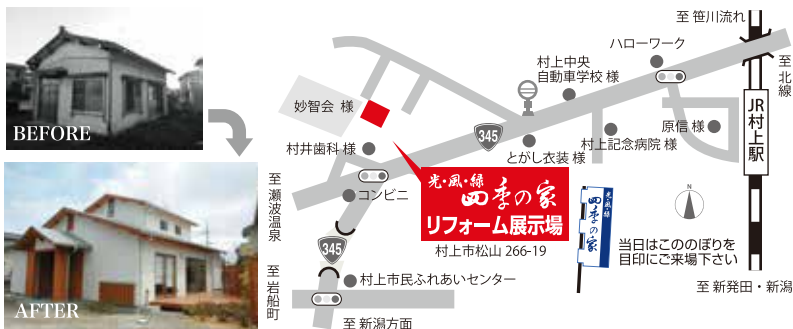 BEFORE
AFTER
至 笹川流れ
ハローワーク
村上中央
自動車学校 様
至 北線
妙智会 様
345
JR村上駅
原信 様
村上記念病院 様
とがし衣装 様
村井歯科 様
コンビニ
至 瀬波温泉
光・風・緑
四季の家
リフォーム展示場
村上市松山 266-19
光・風・緑
四季の家
N
当日はこののぼりを
目印にご来場下さい
345
至 岩船町
村上市民ふれあいセンター
至 新潟方面
至 新発田・新潟